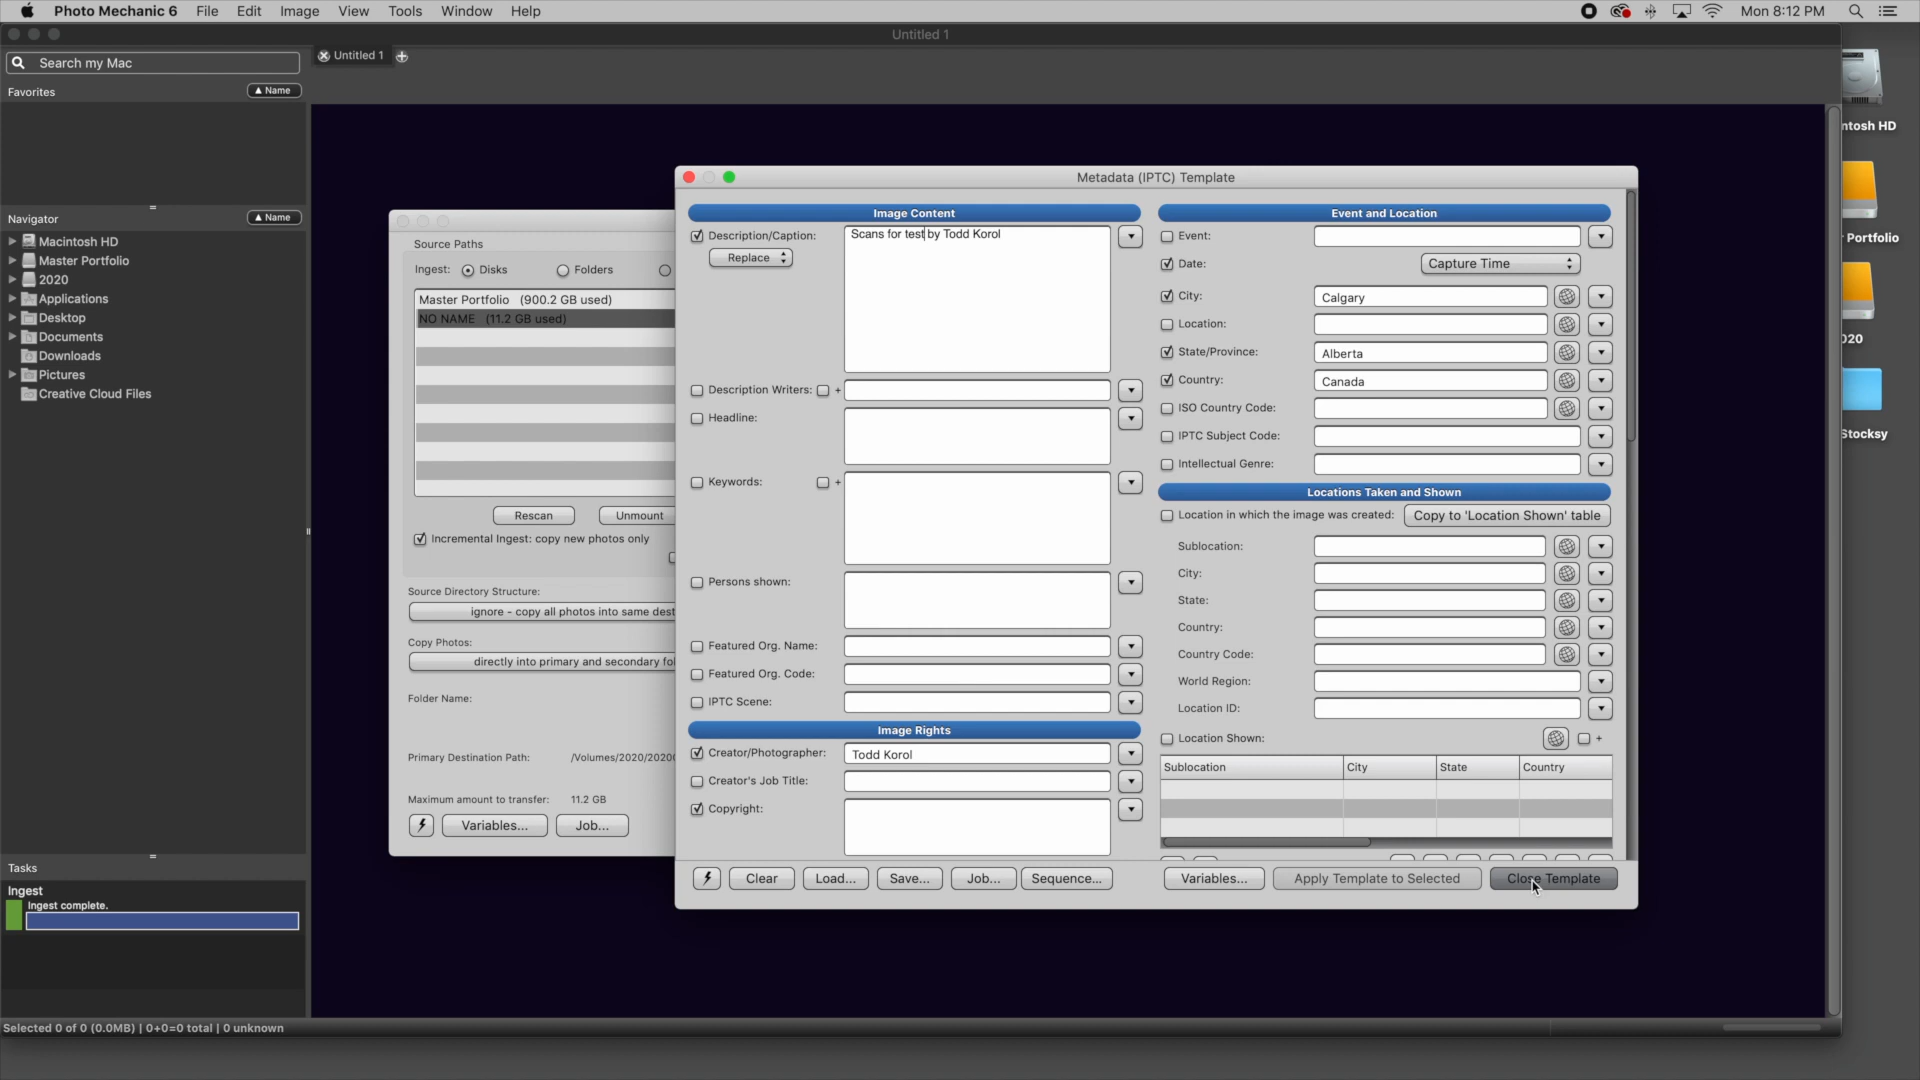 Photo Mechanic 6 File Edit Image View Tools Window Help Mon 8:12 PM
Untitled 1
Search my Mac
Untitled 1
Favorites
Name
Navigator
Name
Macintosh HD
Master Portfolio
2020
Applications
Desktop
Documents
Downloads
Pictures
Creative Cloud Files
Tasks
Ingest
Ingest complete.
Selected 0 of 0 (0.0MB) | 0+0=0 total | 0 unknown
Source Paths
Ingest: Disks Folders
Master Portfolio (900.2 GB used)
NO NAME (11.2 GB used)
Rescan Unmount
Incremental Ingest: copy new photos only
Source Directory Structure:
ignore - copy all photos into same dest
Copy Photos:
directly into primary and secondary fol
Folder Name:
Primary Destination Path: /Volumes/2020/2020
Maximum amount to transfer: 11.2 GB
Variables... Job...
Metadata (IPTC) Template
Image Content
Description/Caption: Scans for test by Todd Korol
Replace
Description Writers: +
Headline:
Keywords: +
Persons shown:
Featured Org. Name:
Featured Org. Code:
IPTC Scene:
Image Rights
Creator/Photographer: Todd Korol
Creator's Job Title:
Copyright:
Event and Location
Event:
Date: Capture Time
City: Calgary
Location:
State/Province: Alberta
Country: Canada
ISO Country Code:
IPTC Subject Code:
Intellectual Genre:
Locations Taken and Shown
Location in which the image was created: Copy to 'Location Shown' table
Sublocation:
City:
State:
Country:
Country Code:
World Region:
Location ID:
Location Shown: +
Sublocation City State Country
Clear Load... Save... Job... Sequence... Variables... Apply Template to Selected Close Template
ntosh HD
Portfolio
020
Stocksy